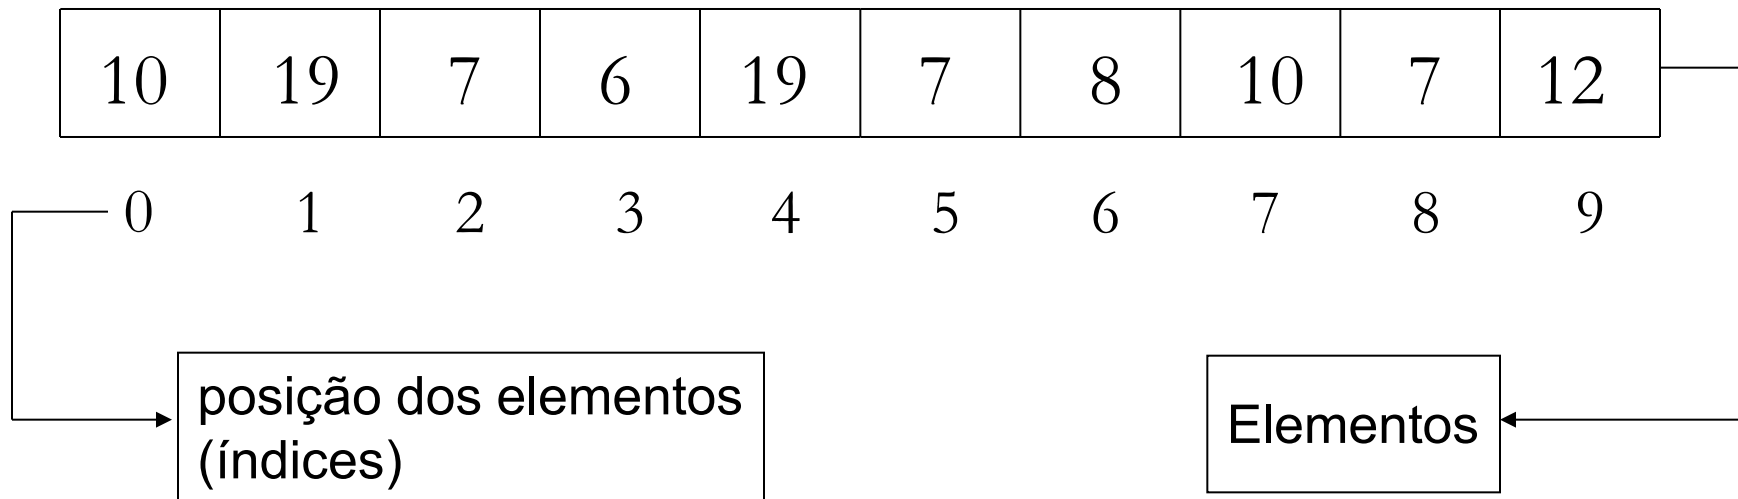 10 19 7 6 19 7 8 10 7 12
0 1 2 3 4 5 6 7 8 9
posição dos elementos
(índices)
Elementos